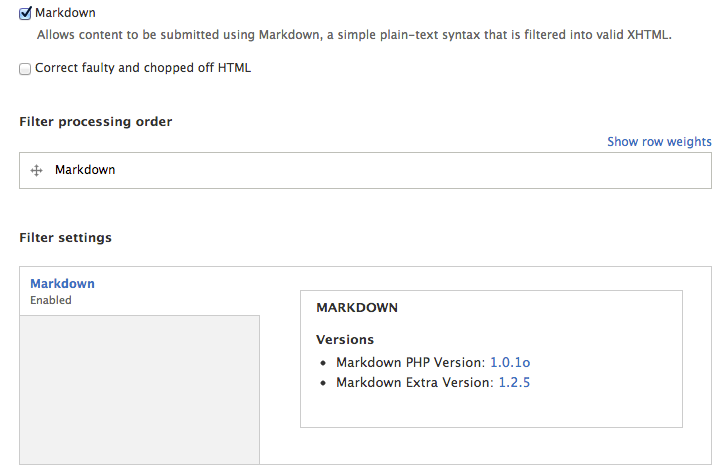 Markdown
Allows content to be submitted using Markdown, a simple plain-text syntax that is filtered into valid XHTML.
Correct faulty and chopped off HTML
Filter processing order
Show row weights
Markdown
Filter settings
Markdown
Enabled
MARKDOWN
Versions
• Markdown PHP Version: 1.0.1o
• Markdown Extra Version: 1.2.5